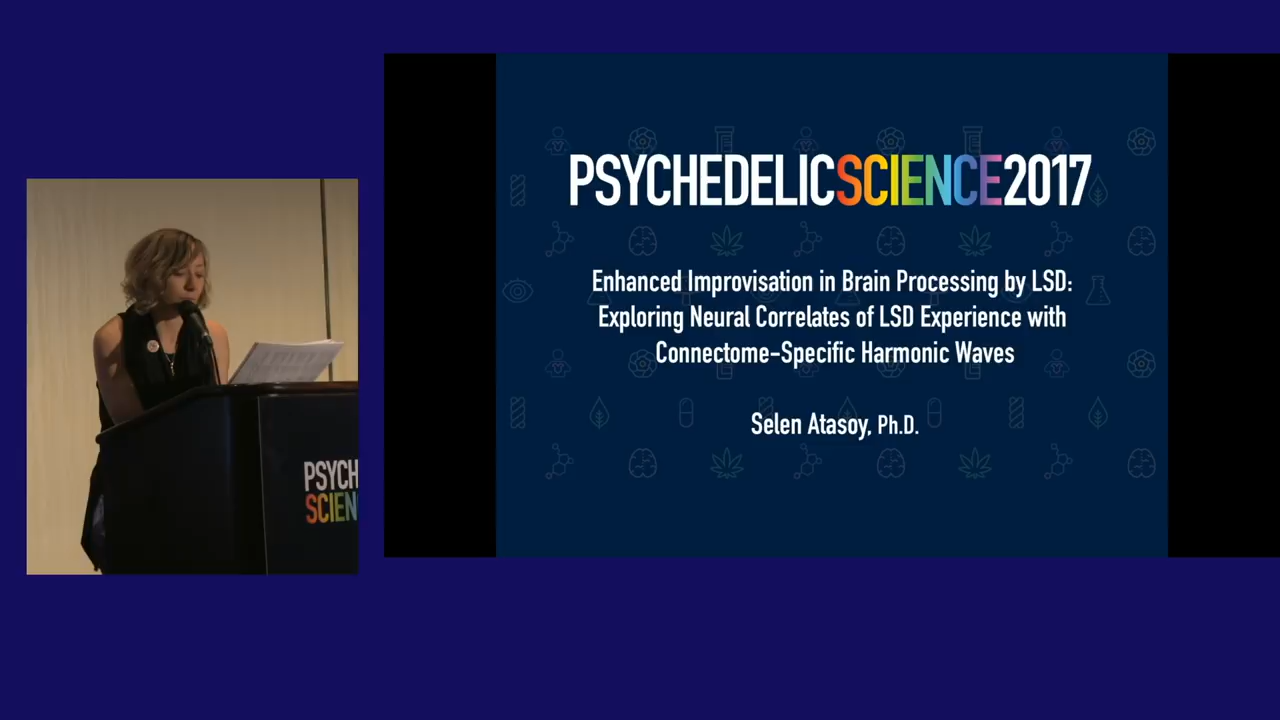 PSYCHEDELICSCIENCE2017
Enhanced Improvisation in Brain Processing by LSD:
Exploring Neural Correlates of LSD Experience with
Connectome-Specific Harmonic Waves
Selen Atasoy, Ph.D.
PSYCH
SCIEN